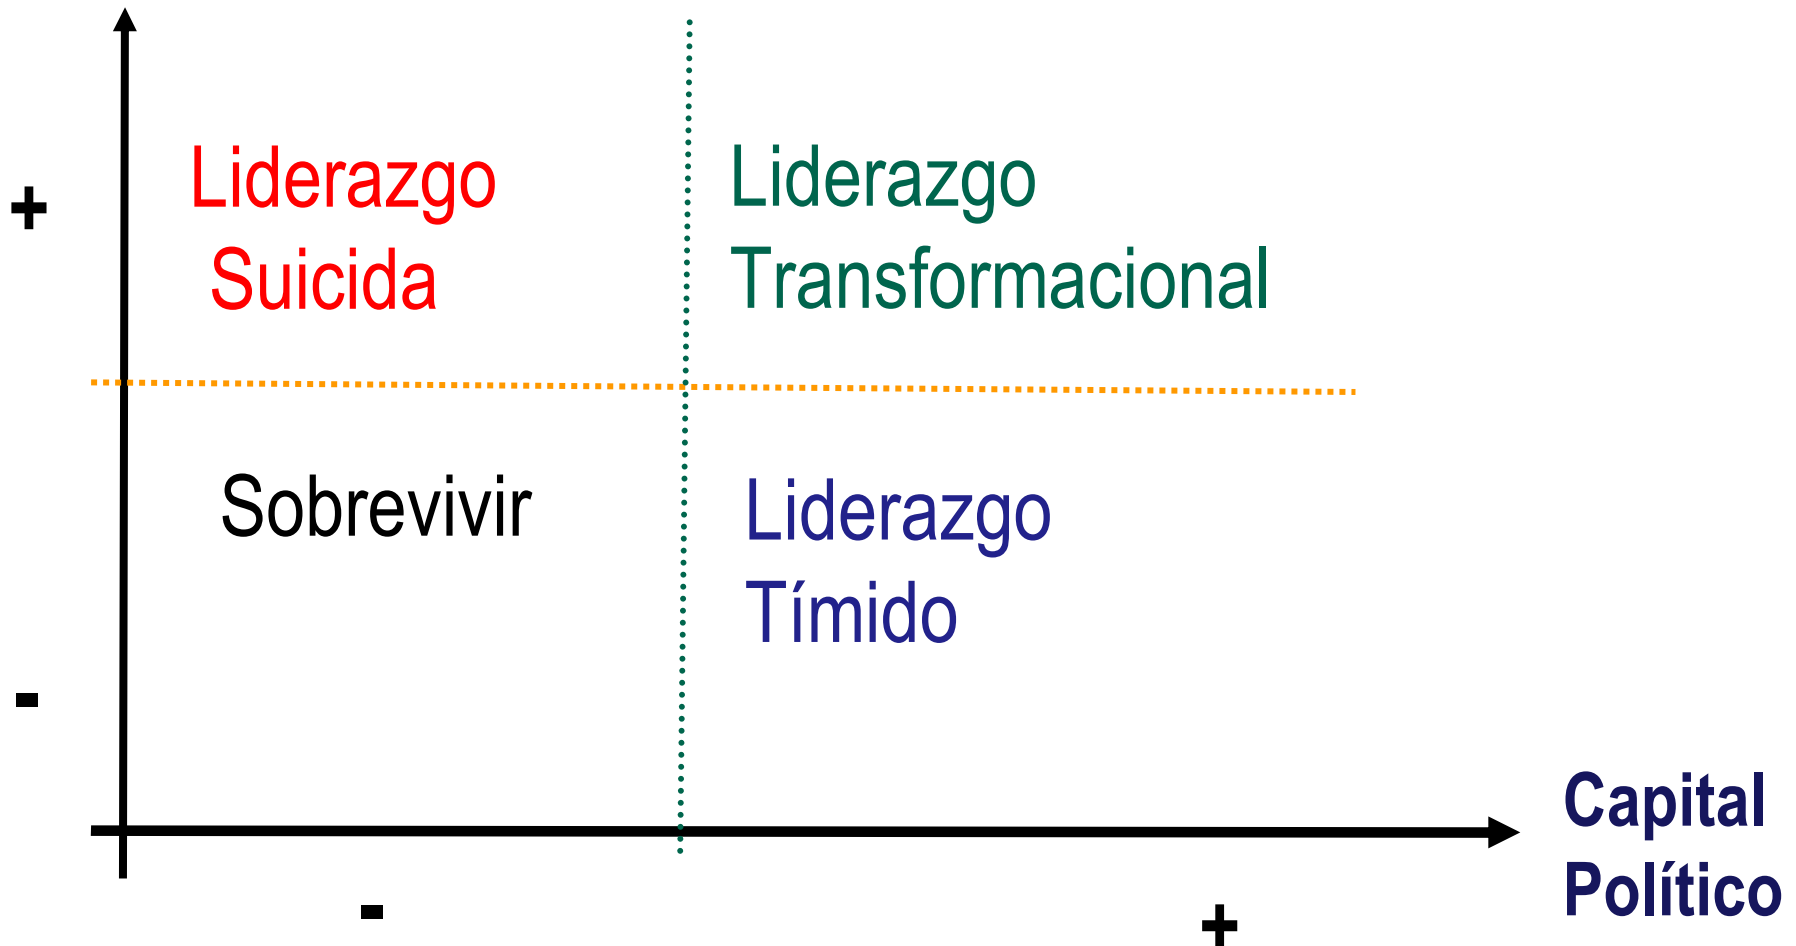 +
Liderazgo
Suicida
Liderazgo
Transformacional
-
Sobrevivir
Liderazgo
Tímido
Capital
Político
-
+